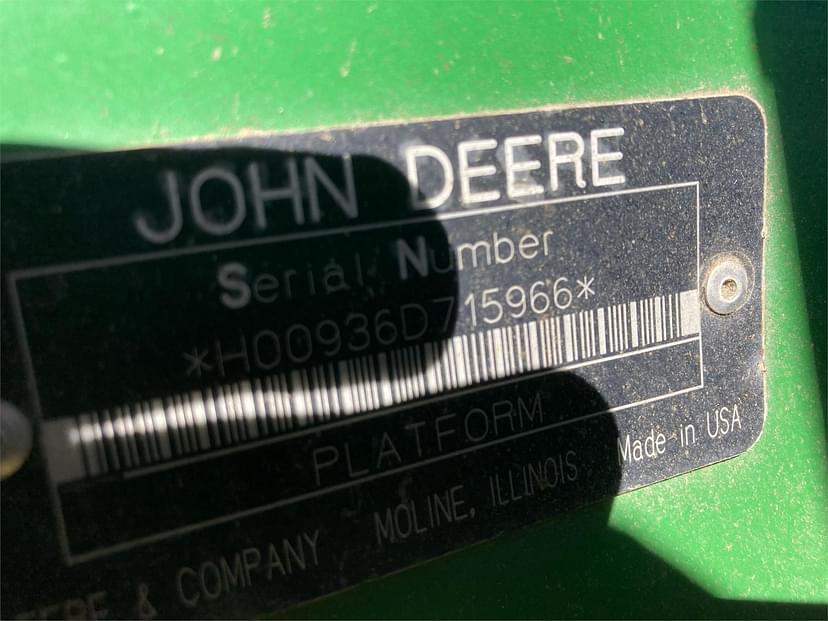 JOHN DEERE
Serial Number
*H00936D715966*
PLATFORM
& COMPANY MOLINE, ILLINOIS Made in USA